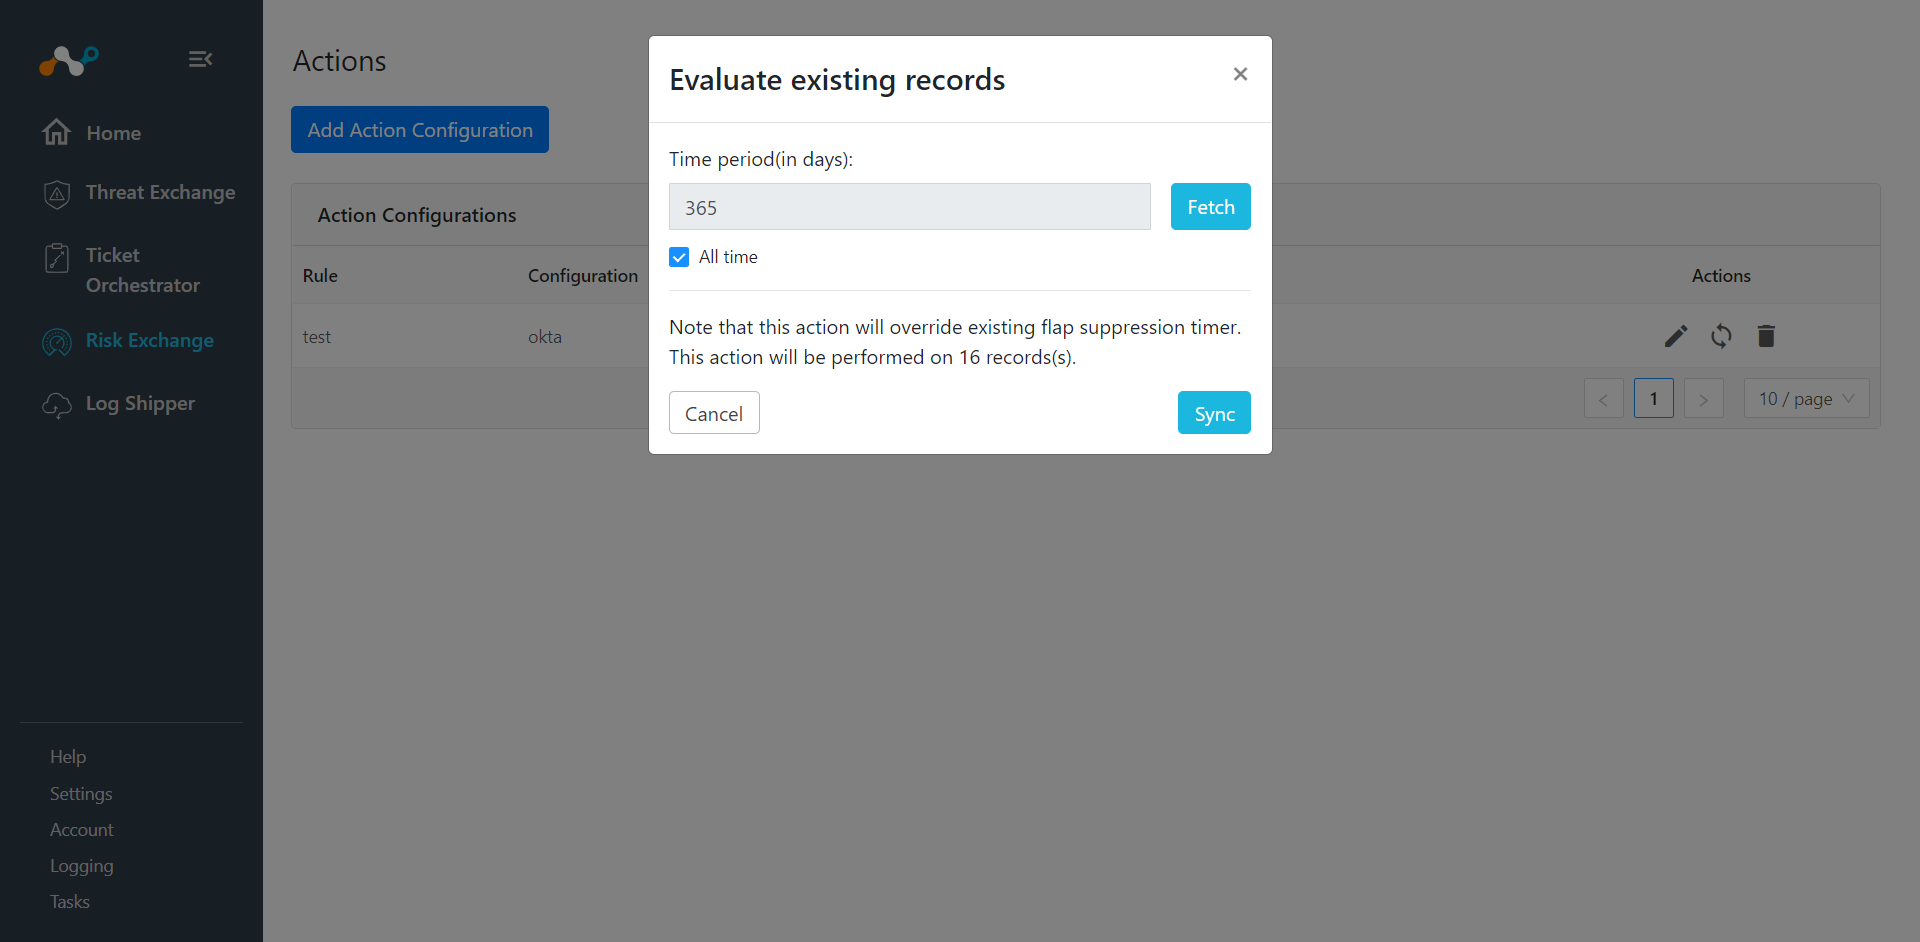 Home
Threat Exchange
Ticket
Orchestrator
Risk Exchange
Log Shipper
Help
Settings
Account
Logging
Tasks
Actions
Add Action Configuration
Action Configurations
Rule Configuration Actions
test okta
< 1 > 10 / page
Evaluate existing records
×
Time period(in days):
365 Fetch
All time
Note that this action will override existing flap suppression timer.
This action will be performed on 16 records(s).
Cancel Sync